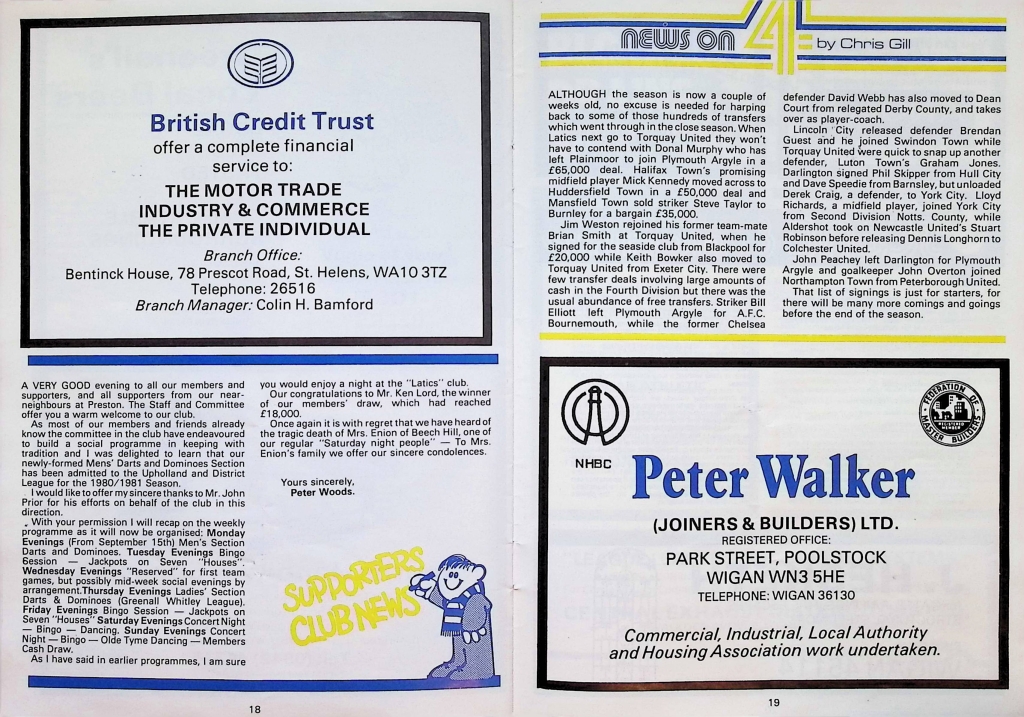 British Credit Trust
offer a complete financial
service to:
THE MOTOR TRADE
INDUSTRY & COMMERCE
THE PRIVATE INDIVIDUAL
Branch Office:
Bentinck House, 78 Prescot Road, St. Helens, WA10 3TZ
Telephone: 26516
Branch Manager: Colin H. Bamford
A VERY GOOD evening to all our members and
supporters, and all supporters from our near-
neighbours at Preston. The Staff and Committee
offer you a warm welcome to our club.
As most of our members and friends already
know the committee in the club have endeavoured
to build a social programme in keeping with
tradition and I was delighted to learn that our
newly-formed Mens' Darts and Dominoes Section
has been admitted to the Upholland and District
League for the 1980/1981 Season.
I would like to offer my sincere thanks to Mr. John
Prior for his efforts on behalf of the club in this
direction.
With your permission I will recap on the weekly
programme as it will now be organised: Monday
Evenings (From September 15th) Men's Section
Darts and Dominoes. Tuesday Evenings Bingo
Session — Jackpots on Seven "Houses".
Wednesday Evenings "Reserved" for first team
games, but possibly mid-week social evenings by
arrangement. Thursday Evenings Ladies' Section
Darts & Dominoes (Greenall Whitley League).
Friday Evenings Bingo Session — Jackpots on
Seven "Houses" Saturday Evenings Concert Night
— Bingo — Dancing. Sunday Evenings Concert
Night — Bingo — Olde Tyme Dancing — Members
Cash Draw.
As I have said in earlier programmes, I am sure
you would enjoy a night at the "Latics" club.
Our congratulations to Mr. Ken Lord, the winner
of our members' draw, which had reached
£18,000.
Once again it is with regret that we have heard of
the tragic death of Mrs. Enion of Beech Hill, one of
our regular "Saturday night people" — To Mrs.
Enion's family we offer our sincere condolences.
Yours sincerely,
Peter Woods.
SUPPORTERS
CLUB NEWS
18
NEWS ON 4 by Chris Gill
ALTHOUGH the season is now a couple of
weeks old, no excuse is needed for harping
back to some of those hundreds of transfers
which went through in the close season. When
Latics next go to Torquay United they won't
have to contend with Donal Murphy who has
left Plainmoor to join Plymouth Argyle in a
£65,000 deal. Halifax Town's promising
midfield player Mick Kennedy moved across to
Huddersfield Town in a £50,000 deal and
Mansfield Town sold striker Steve Taylor to
Burnley for a bargain £35,000.
Jim Weston rejoined his former team-mate
Brian Smith at Torquay United, when he
signed for the seaside club from Blackpool for
£20,000 while Keith Bowker also moved to
Torquay United from Exeter City. There were
few transfer deals involving large amounts of
cash in the Fourth Division but there was the
usual abundance of free transfers. Striker Bill
Elliott left Plymouth Argyle for A.F.C.
Bournemouth, while the former Chelsea
defender David Webb has also moved to Dean
Court from relegated Derby County, and takes
over as player-coach.
Lincoln City released defender Brendan
Guest and he joined Swindon Town while
Torquay United were quick to snap up another
defender, Luton Town's Graham Jones.
Darlington signed Phil Skipper from Hull City
and Dave Speedie from Barnsley, but unloaded
Derek Craig, a defender, to York City. Lloyd
Richards, a midfield player, joined York City
from Second Division Notts. County, while
Aldershot took on Newcastle United's Stuart
Robinson before releasing Dennis Longhorn to
Colchester United.
John Peachey left Darlington for Plymouth
Argyle and goalkeeper John Overton joined
Northampton Town from Peterborough United.
That list of signings is just for starters, for
there will be many more comings and goings
before the end of the season.
NHBC
FEDERATION OF
MASTER BUILDERS
REGISTERED
MEMBER
Peter Walker
(JOINERS & BUILDERS) LTD.
REGISTERED OFFICE:
PARK STREET, POOLSTOCK
WIGAN WN3 5HE
TELEPHONE: WIGAN 36130
Commercial, Industrial, Local Authority
and Housing Association work undertaken.
19